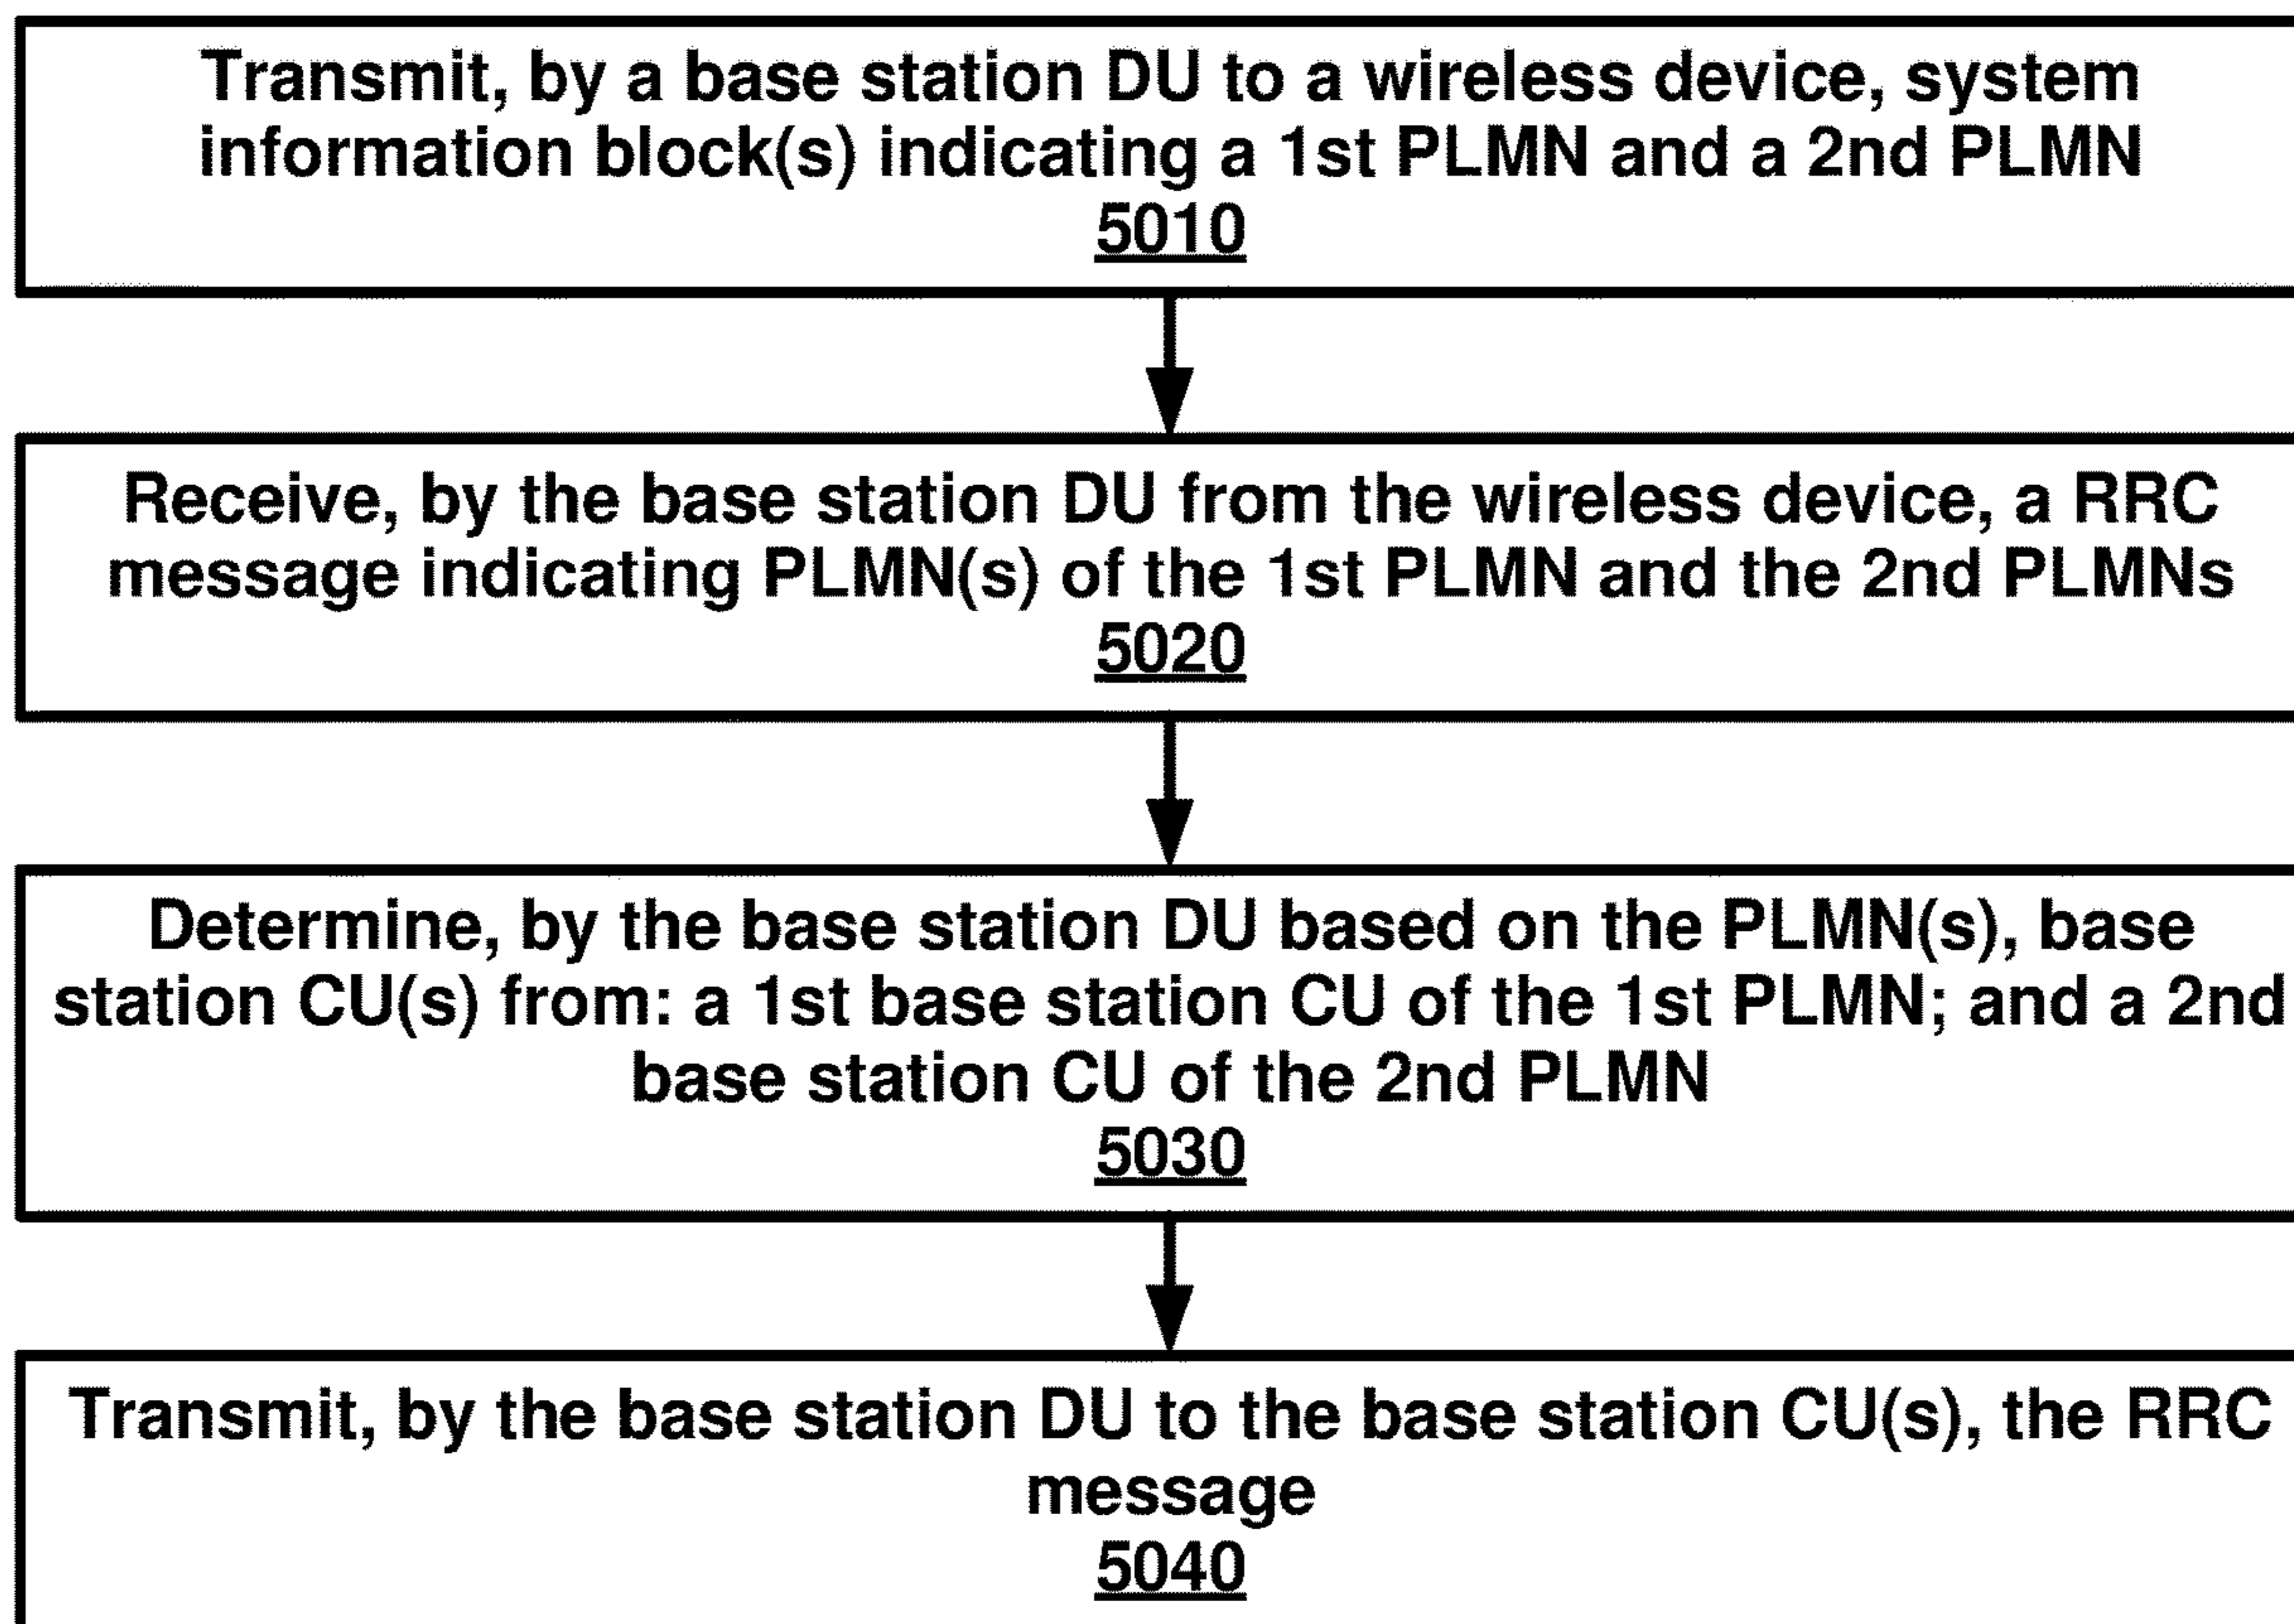 Transmit, by a base station DU to a wireless device, system
information block(s) indicating a 1st PLMN and a 2nd PLMN
5010
Receive, by the base station DU from the wireless device, a RRC
message indicating PLMN(s) of the 1st PLMN and the 2nd PLMNs
5020
Determine, by the base station DU based on the PLMN(s), base
station CU(s) from: a 1st base station CU of the 1st PLMN; and a 2nd
base station CU of the 2nd PLMN
5030
Transmit, by the base station DU to the base station CU(s), the RRC
message
5040